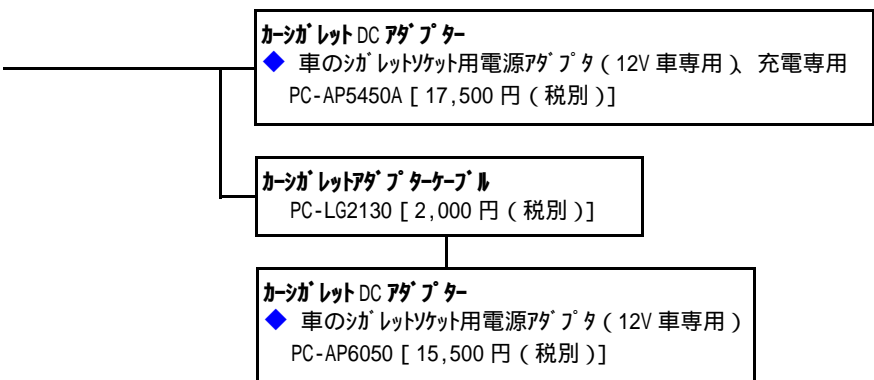 カーシガレット DC アダプター
◆ 車のシガレットソケット用電源アダプタ（12V 車専用）、充電専用
PC-AP5450A [ 17,500 円（税別）]
カーシガレットアダプターケーブル
PC-LG2130 [ 2,000 円（税別）]
カーシガレット DC アダプター
◆ 車のシガレットソケット用電源アダプタ（12V 車専用）
PC-AP6050 [ 15,500 円（税別）]